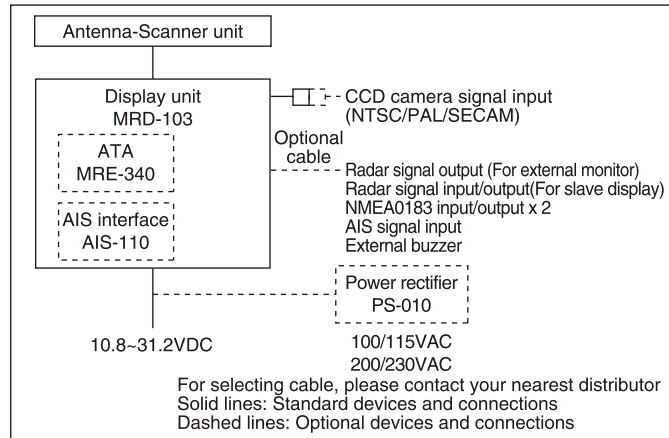 Antenna-Scanner unit
Display unit
MRD-103
ATA
MRE-340
AIS interface
AIS-110
CCD camera signal input
(NTSC/PAL/SECAM)
Optional
cable
Radar signal output (For external monitor)
Radar signal input/output(For slave display)
NMEA0183 input/output x 2
AIS signal input
External buzzer
Power rectifier
PS-010
10.8~31.2VDC
100/115VAC
200/230VAC
For selecting cable, please contact your nearest distributor
Solid lines: Standard devices and connections
Dashed lines: Optional devices and connections